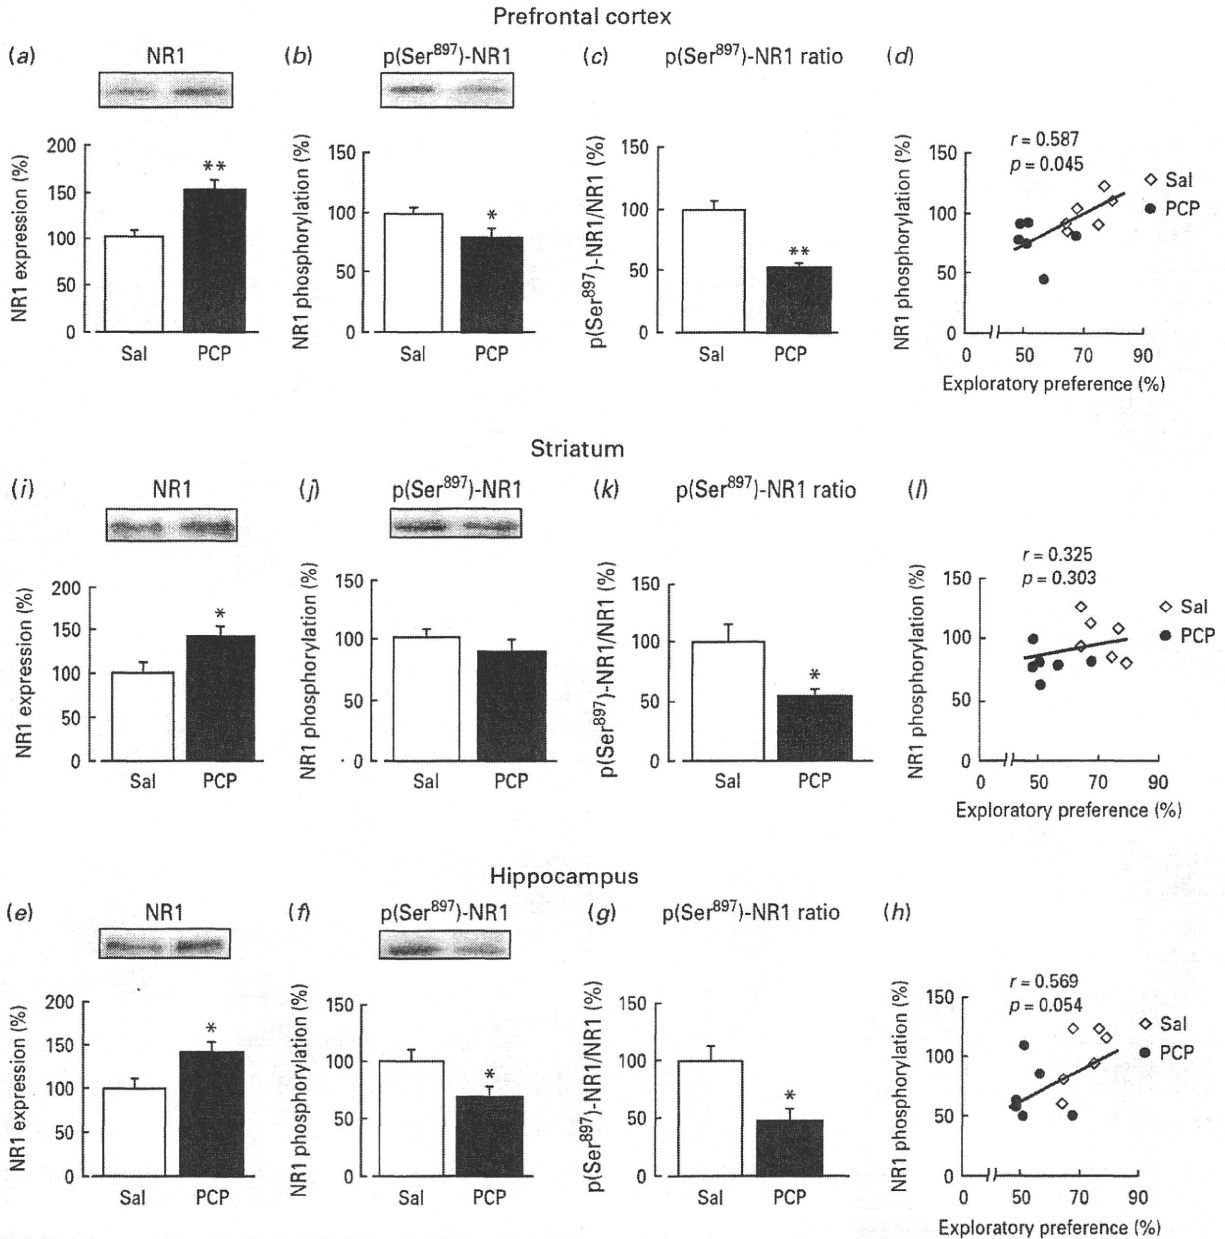 Prefrontal cortex
(a) NR1
(b) p(Ser897)-NR1
(c) p(Ser897)-NR1 ratio
(d)
NR1 expression (%)
200
150
100
50
0
**
Sal PCP
NR1 phosphorylation (%)
150
100
50
0
*
Sal PCP
p(Ser897)-NR1/NR1 (%)
150
100
50
0
**
Sal PCP
NR1 phosphorylation (%)
150
100
50
0
r = 0.587
p = 0.045
Sal
PCP
0 50 70 90
Exploratory preference (%)
Striatum
(i) NR1
(j) p(Ser897)-NR1
(k) p(Ser897)-NR1 ratio
(l)
NR1 expression (%)
200
150
100
50
0
*
Sal PCP
NR1 phosphorylation (%)
150
100
50
0
Sal PCP
p(Ser897)-NR1/NR1 (%)
150
100
50
0
*
Sal PCP
NR1 phosphorylation (%)
150
100
50
0
r = 0.325
p = 0.303
Sal
PCP
0 50 70 90
Exploratory preference (%)
Hippocampus
(e) NR1
(f) p(Ser897)-NR1
(g) p(Ser897)-NR1 ratio
(h)
NR1 expression (%)
200
150
100
50
0
*
Sal PCP
NR1 phosphorylation (%)
150
100
50
0
*
Sal PCP
p(Ser897)-NR1/NR1 (%)
150
100
50
0
*
Sal PCP
NR1 phosphorylation (%)
150
100
50
0
r = 0.569
p = 0.054
Sal
PCP
0 50 70 90
Exploratory preference (%)